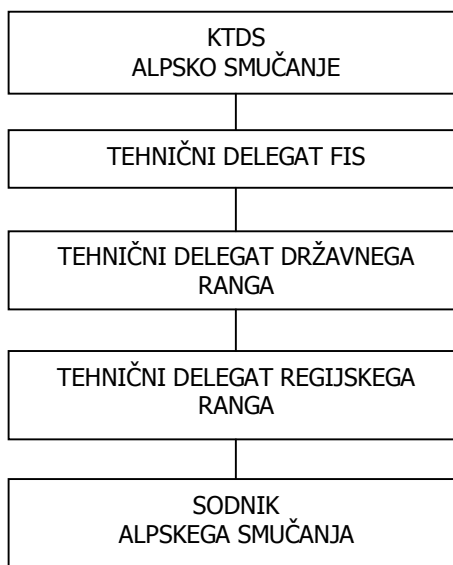 KTDS
ALPSKO SMUČANJE
TEHNIČNI DELEGAT FIS
TEHNIČNI DELEGAT DRŽAVNEGA
RANGA
TEHNIČNI DELEGAT REGIJSKEGA
RANGA
SODNIK
ALPSKEGA SMUČANJA